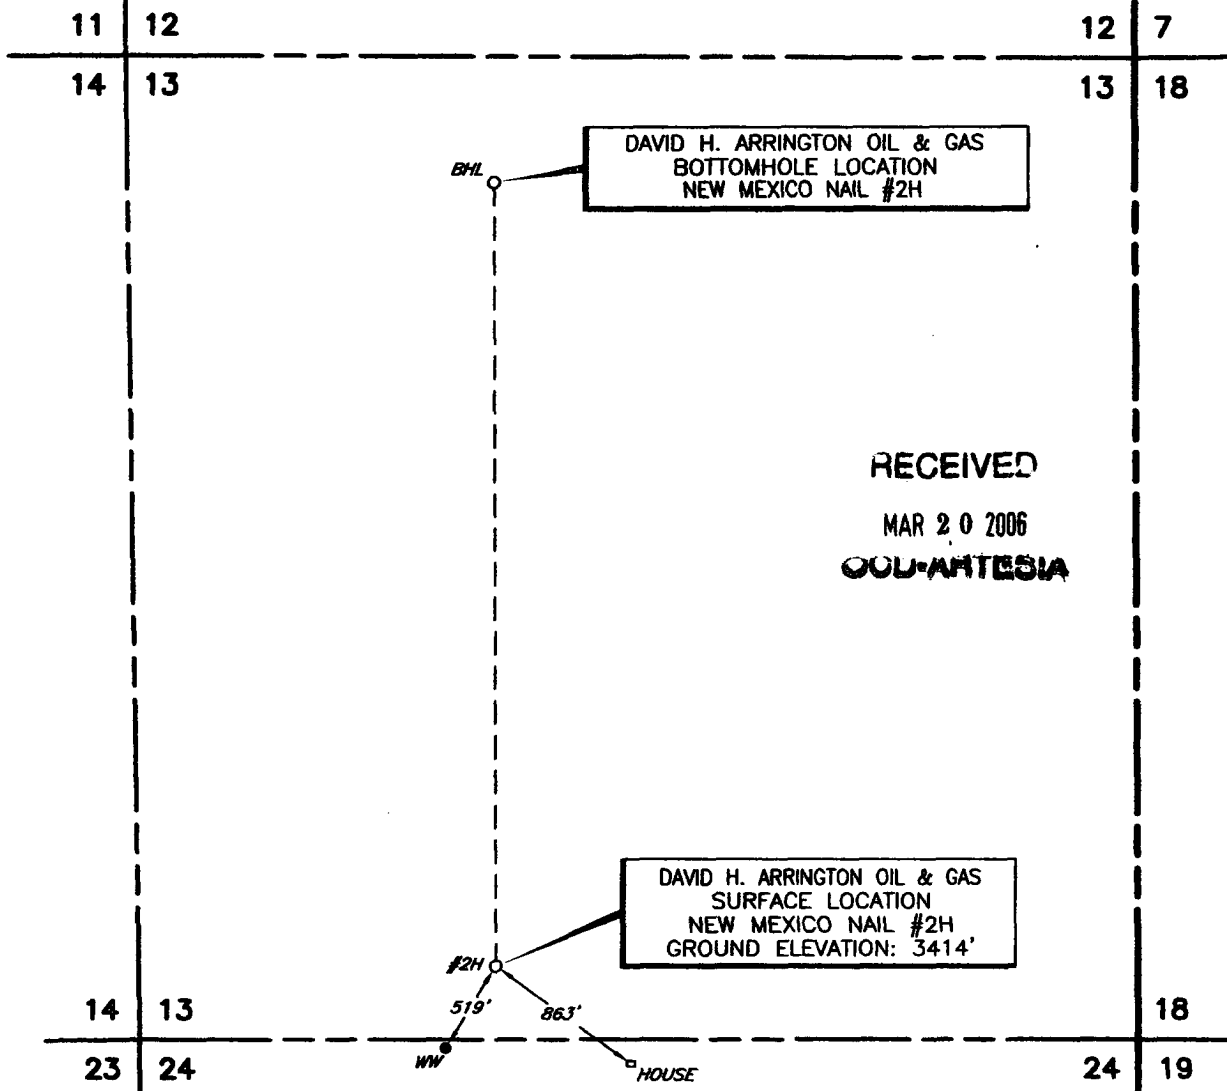 11 12
12 7
14 13
13 18
DAVID H. ARRINGTON OIL & GAS
BOTTOMHOLE LOCATION
NEW MEXICO NAIL #2H
BHL
RECEIVED
MAR 20 2006
OCD-ARTESIA
DAVID H. ARRINGTON OIL & GAS
SURFACE LOCATION
NEW MEXICO NAIL #2H
GROUND ELEVATION: 3414'
#2H
519'
863'
14 13
18
23 24
WW
HOUSE
24 19